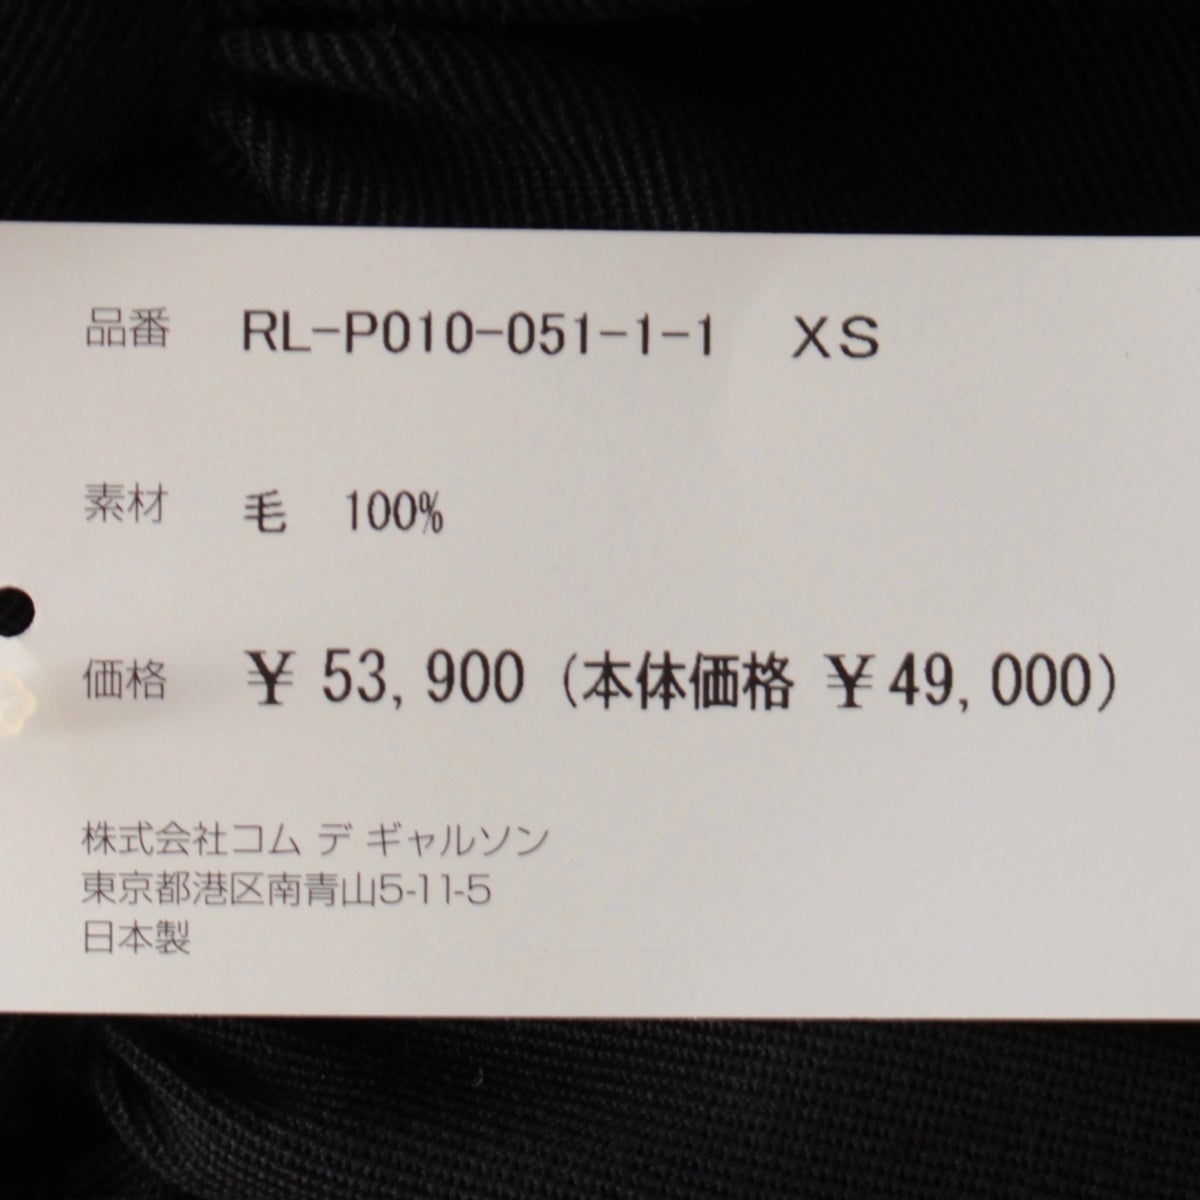 品番 RL-P010-051-1-1 XS
素材 毛 100%
価格 ¥ 53,900 (本体価格 ¥49,000)
株式会社コム デ ギャルソン
東京都港区南青山5-11-5
日本製